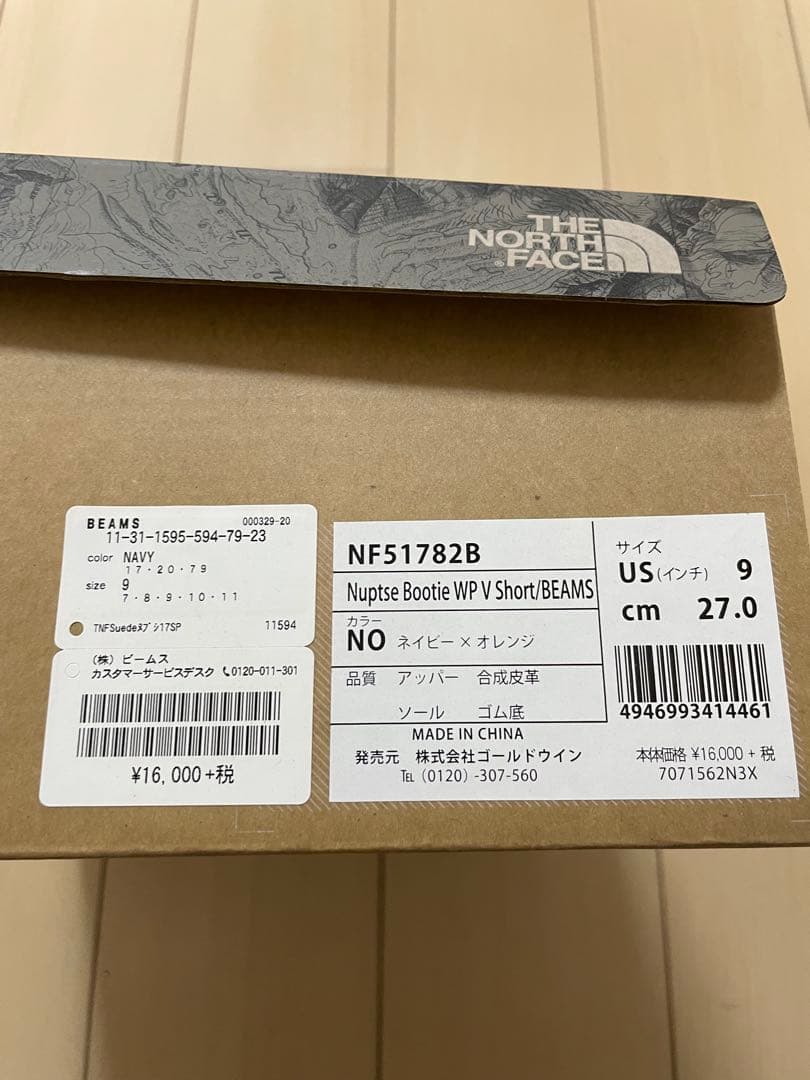 THE
NORTH
FACE
BEAMS 000329-20
11-31-1595-594-79-23
color NAVY
17・20・79
size 9
7・8・9・10・11
TNFSuedeヌプシ17SP 11594
(株) ビームス
カスタマーサービスデスク 0120-011-301
¥16,000+税
NF51782B
Nuptse Bootie WP V Short/BEAMS
カラー
NO ネイビー×オレンジ
品質 アッパー 合成皮革
ソール ゴム底
MADE IN CHINA
発売元 株式会社ゴールドウイン
TEL (0120) -307-560
サイズ
US(インチ) 9
cm 27.0
4946993414461
本体価格 ¥16,000 + 税
7071562N3X